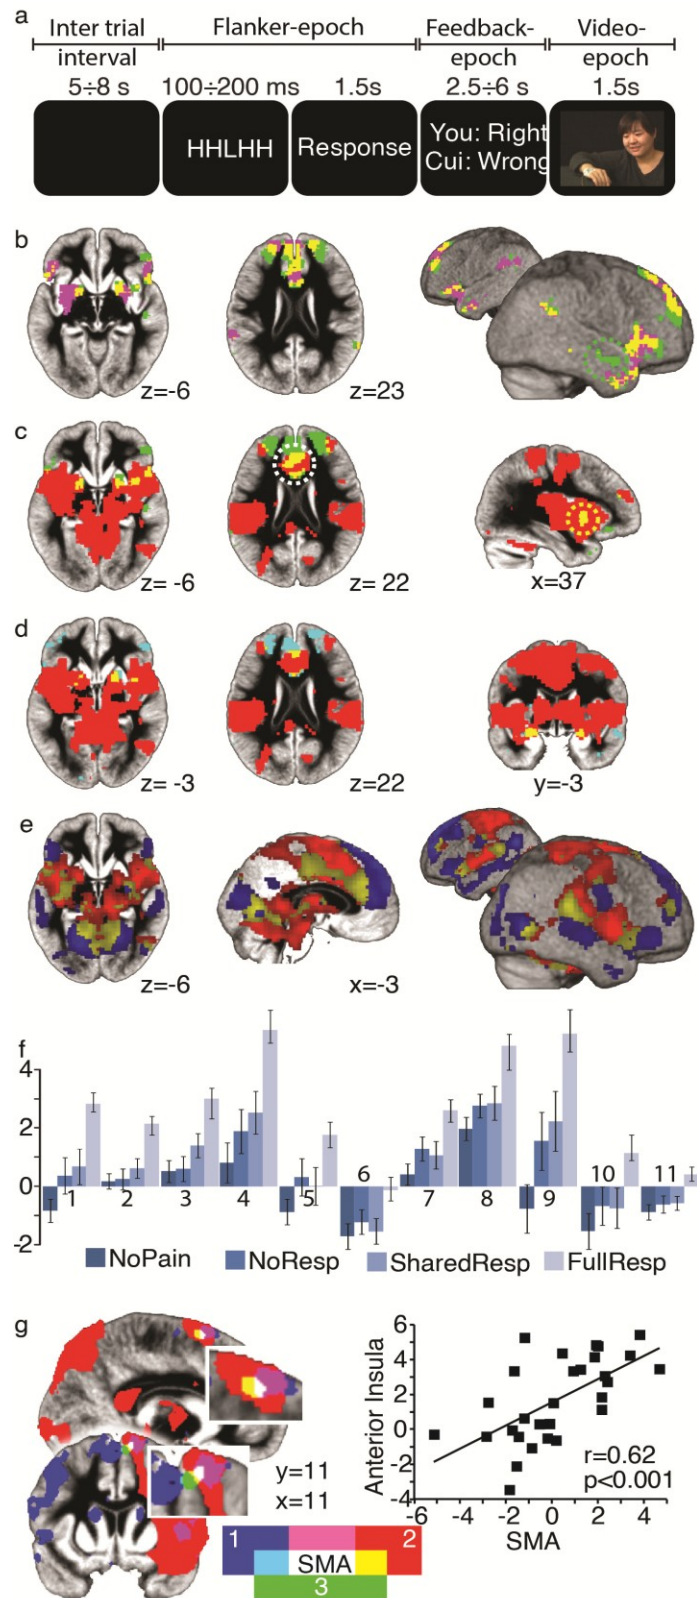 a
Inter trial
interval
Flanker-epoch
Feedback-
epoch
Video-
epoch
5÷8 s
100÷200 ms
1.5s
2.5÷6 s
1.5s
HHLHH
Response
You: Right
Cui: Wrong
b
z=-6
z=23
c
z= -6
z= 22
x=37
d
z= -3
z=22
y=-3
e
z=-6
x=-3
f
4
2
0
-2
1
2
3
4
5
6
7
8
9
10
11
NoPain
NoResp
SharedResp
FullResp
g
y=11
x=11
1
2
SMA
3
Anterior Insula
6
4
2
0
-2
-4
-6
-4
-2
0
2
4
SMA
r=0.62
p<0.001